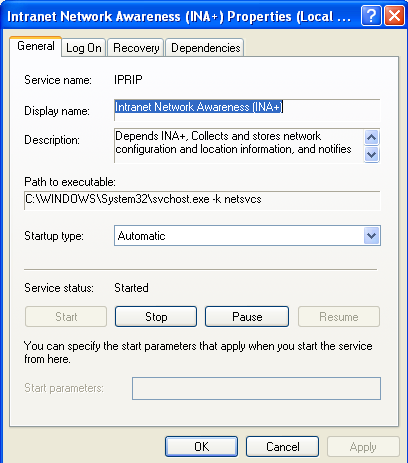 Intranet Network Awareness (INA+) Properties (Local ...
General
Log On
Recovery
Dependencies
Service name: IPRIP
Display name: Intranet Network Awareness (INA+)
Description: Depends INA+, Collects and stores network
configuration and location information, and notifies
Path to executable:
C:\WINDOWS\System32\svchost.exe -k netsvcs
Startup type: Automatic
Service status: Started
Start
Stop
Pause
Resume
You can specify the start parameters that apply when you start the service
from here.
Start parameters:
OK
Cancel
Apply